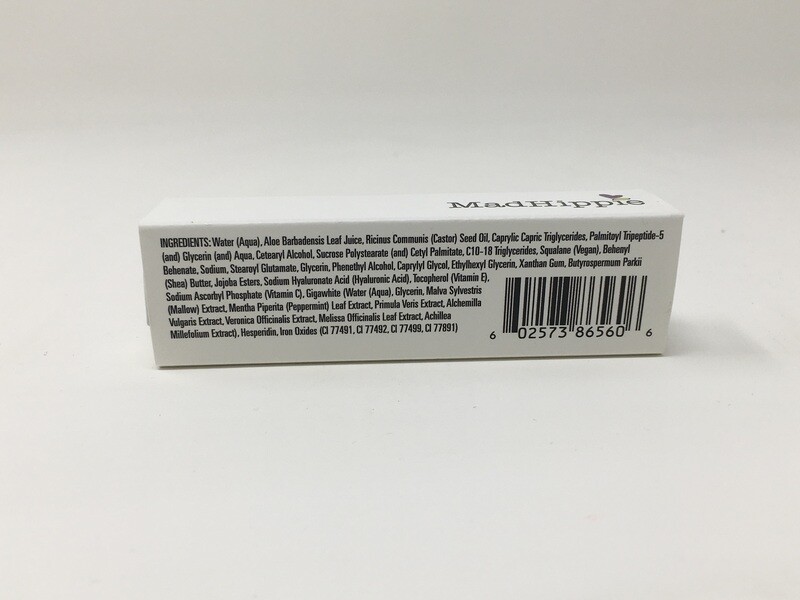 MadHippie
INGREDIENTS: Water (Aqua), Aloe Barbadensis Leaf Juice, Ricinus Communis (Castor) Seed Oil, Caprylic Capric Triglycerides, Palmitoyl Tripeptide-5
(and) Glycerin (and) Aqua, Cetearyl Alcohol, Sucrose Polystearate (and) Cetyl Palmitate, C10-18 Triglycerides, Squalane (Vegan), Behenyl
Behenate, Sodium, Stearoyl Glutamate, Glycerin, Phenethyl Alcohol, Caprylyl Glycol, Ethylhexyl Glycerin, Xanthan Gum, Butyrospermum Parkii
(Shea) Butter, Jojoba Esters, Sodium Hyaluronate Acid (Hyaluronic Acid), Tocopherol (Vitamin E),
Sodium Ascorbyl Phosphate (Vitamin C), Gigawhite (Water (Aqua), Glycerin, Malva Sylvestris
(Mallow) Extract, Mentha Piperita (Peppermint) Leaf Extract, Primula Veris Extract, Alchemilla
Vulgaris Extract, Veronica Officinalis Extract, Melissa Officinalis Leaf Extract, Achillea
Millefolium Extract), Hesperidin, Iron Oxides (CI 77491, CI 77492, CI 77499, CI 77891)
6 02573 86560 6